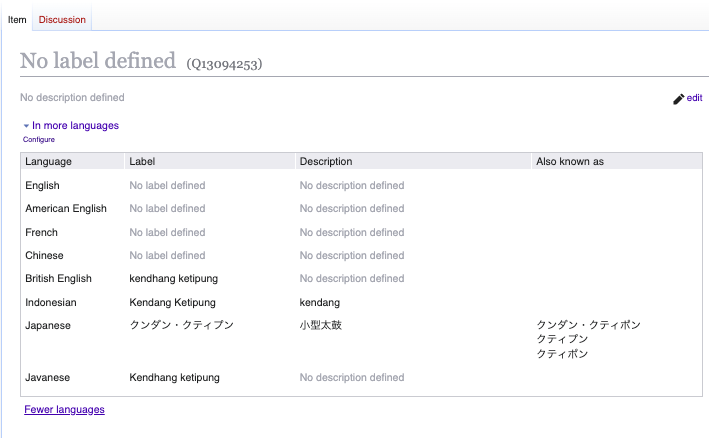 Item Discussion
No label defined (Q13094253)
No description defined edit
In more languages
Configure
Language Label Description Also known as
English No label defined No description defined
American English No label defined No description defined
French No label defined No description defined
Chinese No label defined No description defined
British English kendhang ketipung No description defined
Indonesian Kendang Ketipung kendang
Japanese クンダン・クティプン 小型太鼓 クンダン・クティポン
クティプン
クティポン
Javanese Kendhang ketipung No description defined
Fewer languages